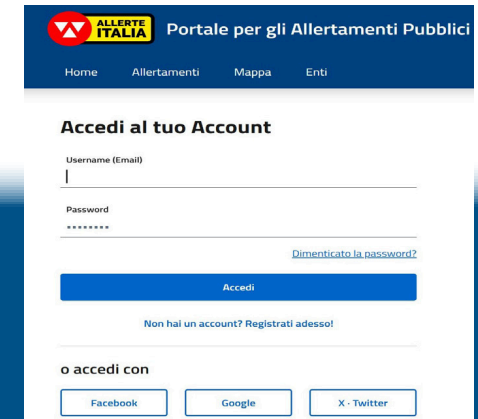 ALLERTE
ITALIA
Portale per gli Allertamenti Pubblici
Home Allertamenti Mappa Enti
Accedi al tuo Account
Username (Email)
Password
Dimenticato la password?
Accedi
Non hai un account? Registrati adesso!
o accedi con
Facebook Google X - Twitter